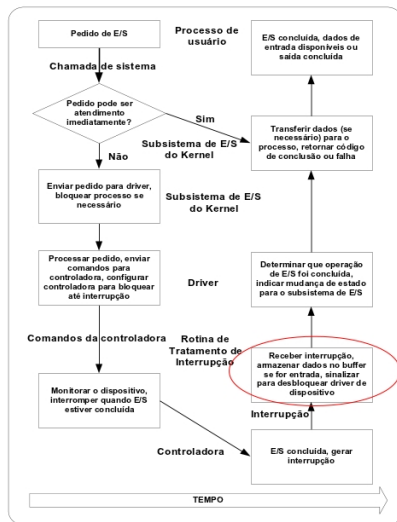 Pedido de E/S
Processo de
usuário
E/S concluída, dados de
entrada disponíveis ou
saída concluída
Chamada de sistema
Pedido pode ser
atendimento
imediatamente?
Sim
Subsistema de E/S
do Kernel
Transferir dados (se
necessário) para o
processo, retornar código
de conclusão ou falha
Não
Enviar pedido para driver,
bloquear processo se
necessário
Subsistema de E/S
do Kernel
Processar pedido, enviar
comandos para
controladora, configurar
controladora para bloquear
até interrupção
Driver
Determinar que operação
de E/S foi concluída,
indicar mudança de estado
para o subsistema de E/S
Comandos da controladora
Rotina de
Tratamento de
Interrupção
Receber interrupção,
armazenar dados no buffer
se for entrada, sinalizar
para desbloquear driver de
dispositivo
Monitorar o dispositivo,
interromper quando E/S
estiver concluída
Interrupção
Controladora
E/S concluída, gerar
interrupção
TEMPO